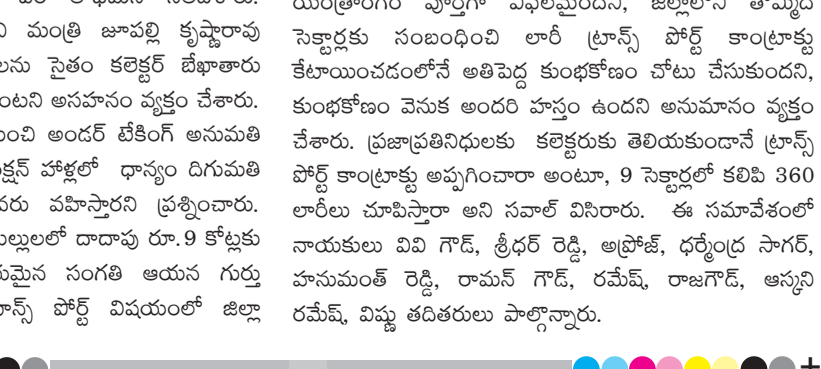 ని మంత్రి జూపల్లి కృష్ణారావు
లను సైతం కలెక్టర్ బేఖాతారు
ంటని అసహనం వ్యక్తం చేశారు.
ంచి అండర్ టేకింగ్ అనుమతి
క్షన్ హాళ్లలో ధాన్యం దిగుమతి
వరు వహిస్తారని ప్రశ్నించారు.
ల్లులలో దాదాపు రూ.9 కోట్లకు
మైన సంగతి ఆయన గుర్తు
ాన్స్ పోర్ట్ విషయంలో జిల్లా
యంత్రాంగం పూర్తిగా విఫలమైందని, జిల్లాలోని తొమ్మిది
సెక్టార్లకు సంబంధించి లారీ ట్రాన్స్ పోర్ట్ కాంట్రాక్టు
కేటాయించడంలోనే అతిపెద్ద కుంభకోణం చోటు చేసుకుందని,
కుంభకోణం వెనుక అందరి హస్తం ఉందని అనుమానం వ్యక్తం
చేశారు. ప్రజాప్రతినిధులకు కలెక్టరుకు తెలియకుండానే ట్రాన్స్
పోర్ట్ కాంట్రాక్టు అప్పగించారా అంటూ, 9 సెక్టార్లలో కలిపి 360
లారీలు చూపిస్తారా అని సవాల్ విసిరారు. ఈ సమావేశంలో
నాయకులు వివి గౌడ్, శ్రీధర్ రెడ్డి, అప్రోజ్, ధర్మేంద్ర సాగర్,
హనుమంత్ రెడ్డి, రామన్ గౌడ్, రమేష్, రాజగౌడ్, ఆస్కని
రమేష్, విష్ణు తదితరులు పాల్గొన్నారు.